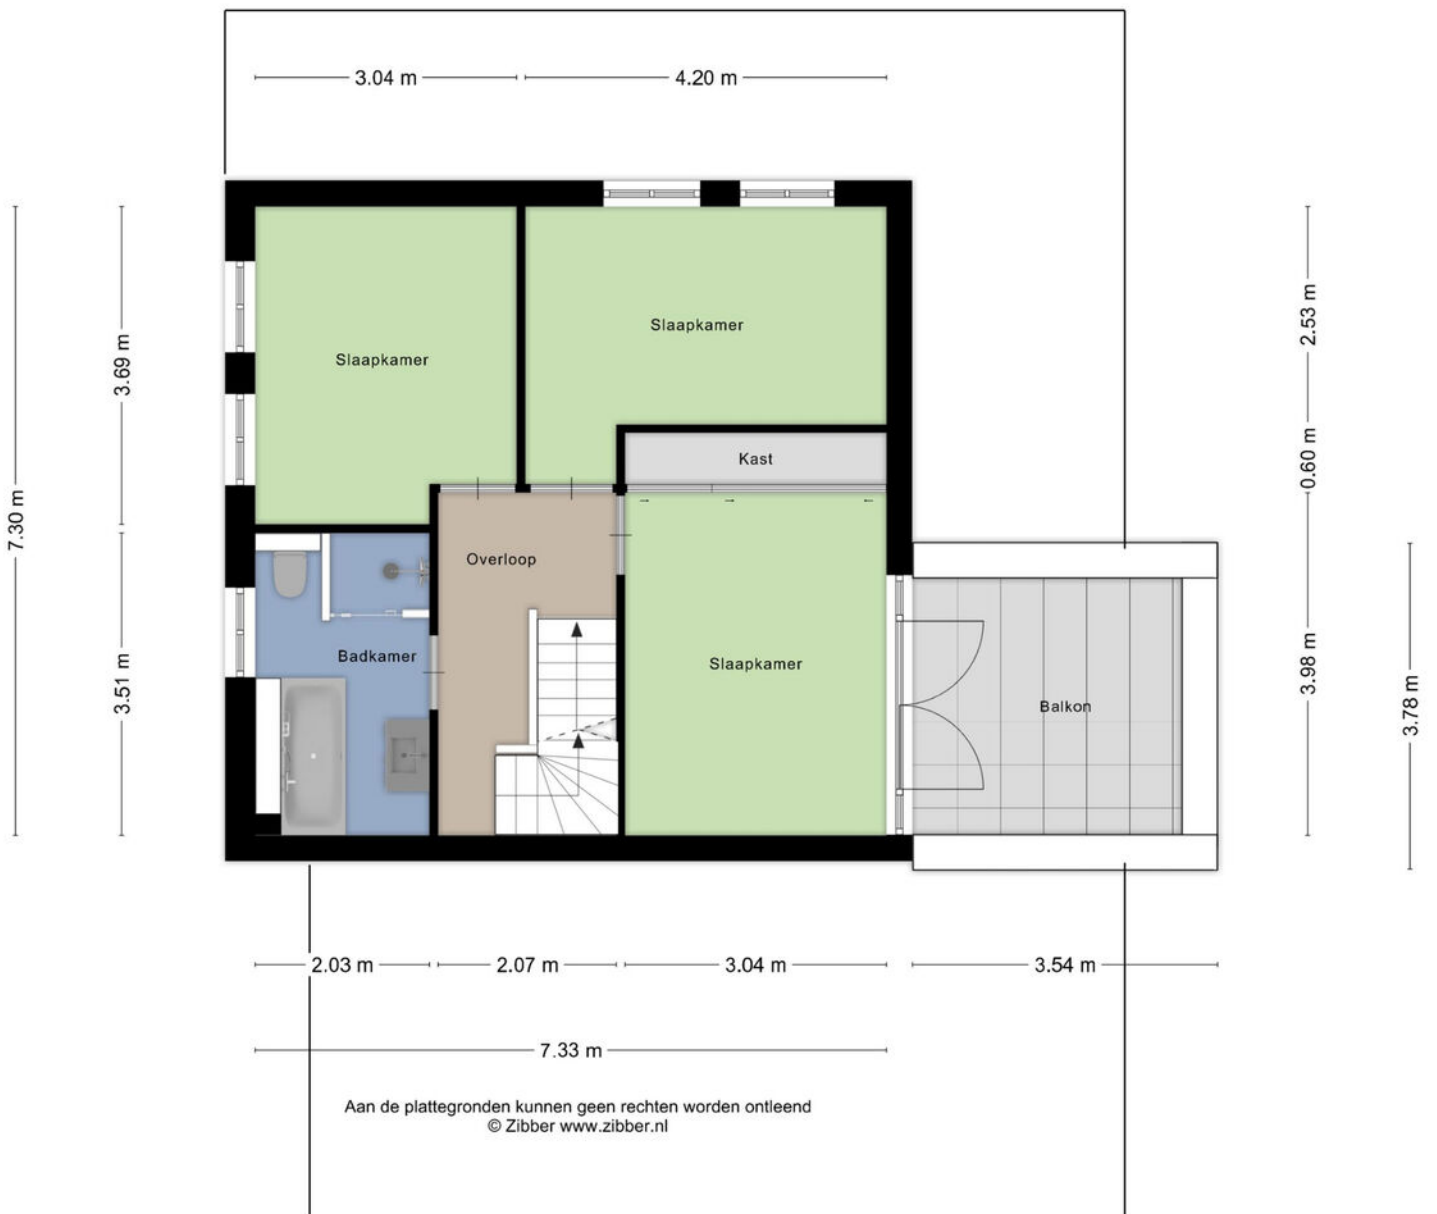 3.04 m
4.20 m
7.30 m
3.69 m
3.51 m
Slaapkamer
Slaapkamer
Kast
Overloop
Badkamer
Slaapkamer
Balkon
2.53 m
0.60 m
3.98 m
3.78 m
2.03 m
2.07 m
3.04 m
3.54 m
7.33 m
Aan de plattegronden kunnen geen rechten worden ontleend
© Zibber www.zibber.nl